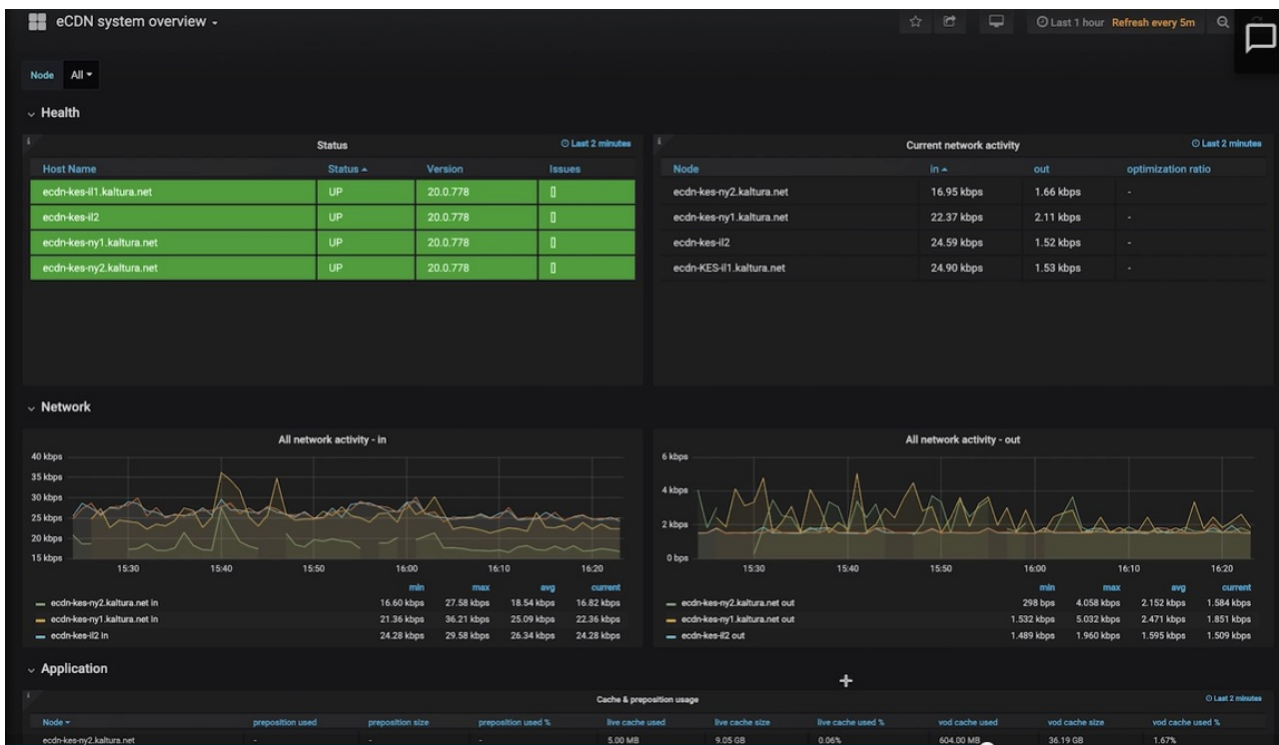 eCDN system overview
Last 1 hour Refresh every 5m
Node All
Health
Status
Last 2 minutes
Host Name Status Version Issues
ecdn-kes-il1.kaltura.net UP 20.0.778 []
ecdn-kes-il2 UP 20.0.778 []
ecdn-kes-ny1.kaltura.net UP 20.0.778 []
ecdn-kes-ny2.kaltura.net UP 20.0.778 []
Current network activity
Last 2 minutes
Node in out optimization ratio
ecdn-kes-ny2.kaltura.net 16.95 kbps 1.66 kbps -
ecdn-kes-ny1.kaltura.net 22.37 kbps 2.11 kbps -
ecdn-kes-il2 24.59 kbps 1.52 kbps -
ecdn-KES-il1.kaltura.net 24.90 kbps 1.53 kbps -
Network
All network activity - in
40 kbps
35 kbps
30 kbps
25 kbps
20 kbps
15 kbps
15:30 15:40 15:50 16:00 16:10 16:20
min max avg current
ecdn-kes-ny2.kaltura.net in 16.60 kbps 27.58 kbps 18.54 kbps 16.82 kbps
ecdn-kes-ny1.kaltura.net in 21.36 kbps 36.21 kbps 25.09 kbps 22.36 kbps
ecdn-kes-il2 in 24.28 kbps 29.58 kbps 26.34 kbps 24.28 kbps
All network activity - out
6 kbps
4 kbps
2 kbps
0 bps
15:30 15:40 15:50 16:00 16:10 16:20
min max avg current
ecdn-kes-ny2.kaltura.net out 298 bps 4.058 kbps 2.152 kbps 1.584 kbps
ecdn-kes-ny1.kaltura.net out 1.532 kbps 5.032 kbps 2.471 kbps 1.851 kbps
ecdn-kes-il2 out 1.489 kbps 1.960 kbps 1.595 kbps 1.509 kbps
Application
Cache & preposition usage
Last 2 minutes
Node preposition used preposition size preposition used % live cache used live cache size live cache used % vod cache used vod cache size vod cache used %
ecdn-kes-ny2.kaltura.net - - - 5.00 MB 9.05 GB 0.06% 604.00 MB 36.19 GB 1.67%